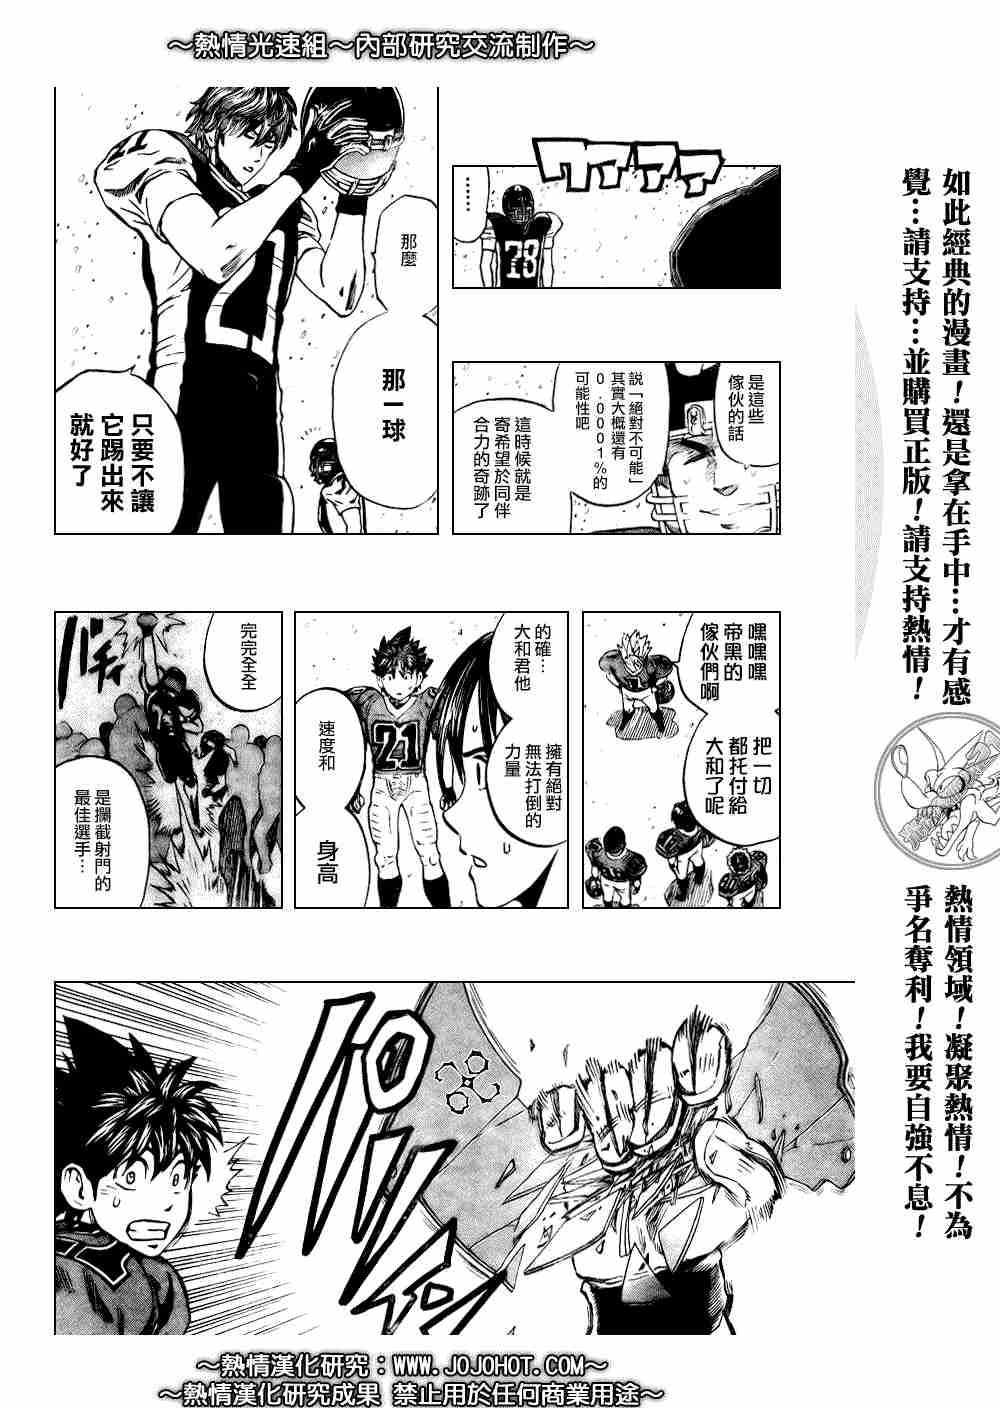 ～熱情光速組～內部研究交流制作～
ワァァァ
………
78
是這些
傢伙的話
說「絕對不可能」
其實大概還有
0.0001%的
可能性吧
這時候就是
寄希望於同伴
合力的奇跡了
那麼
那一球
只要不讓
它踢出來
就好了
21
嘿嘿嘿
帝黑的
傢伙們啊
把一切
都托付給
大和了呢
的確…
大和君他
擁有絕對
無法打倒的
力量
速度和
身高
21
完完全全
是攔截射門的
最佳選手…
如此經典的漫畫！還是拿在手中…才有感
覺…請支持…並購買正版！請支持熱情！
熱情領域！凝聚熱情！不為
爭名奪利！我要自強不息！
～熱情漢化研究：WWW.JOJOHOT.COM～
～熱情漢化研究成果 禁止用於任何商業用途～